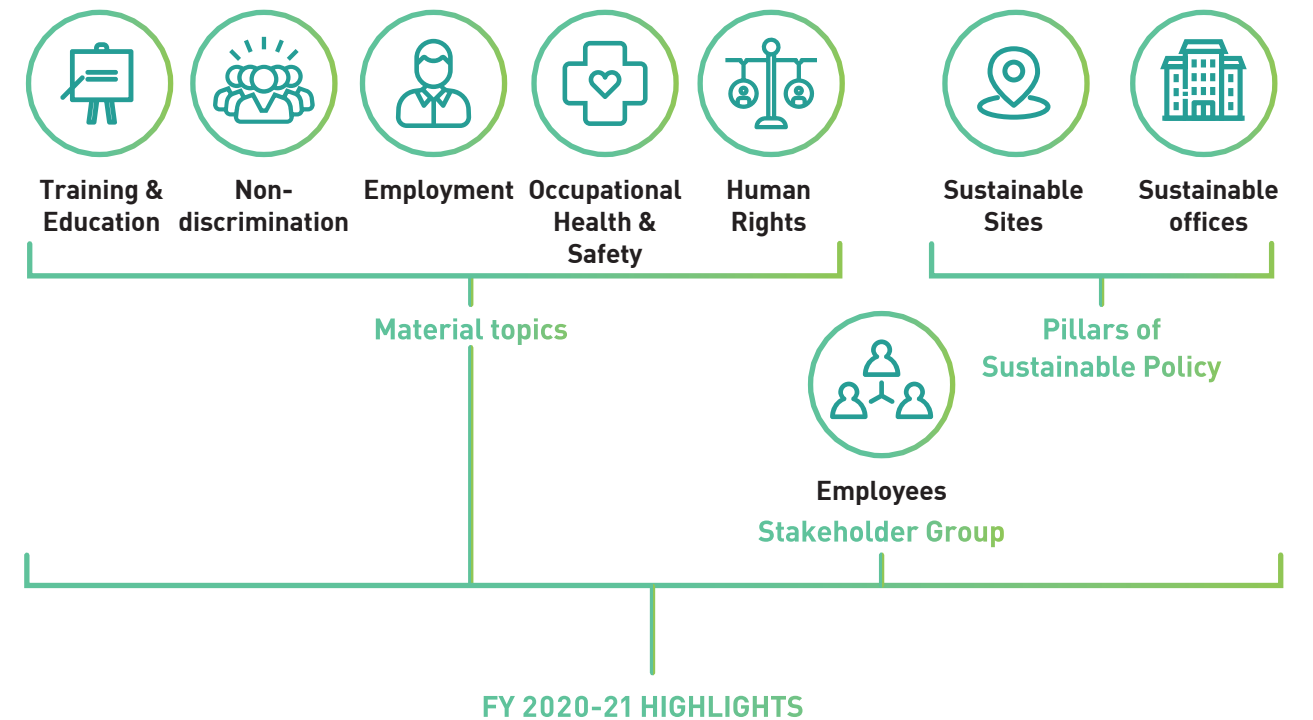 Training &
Education
Non-
discrimination
Employment
Occupational
Health &
Safety
Human
Rights
Sustainable
Sites
Sustainable
offices
Material topics
Pillars of
Sustainable Policy
Employees
Stakeholder Group
FY 2020-21 HIGHLIGHTS